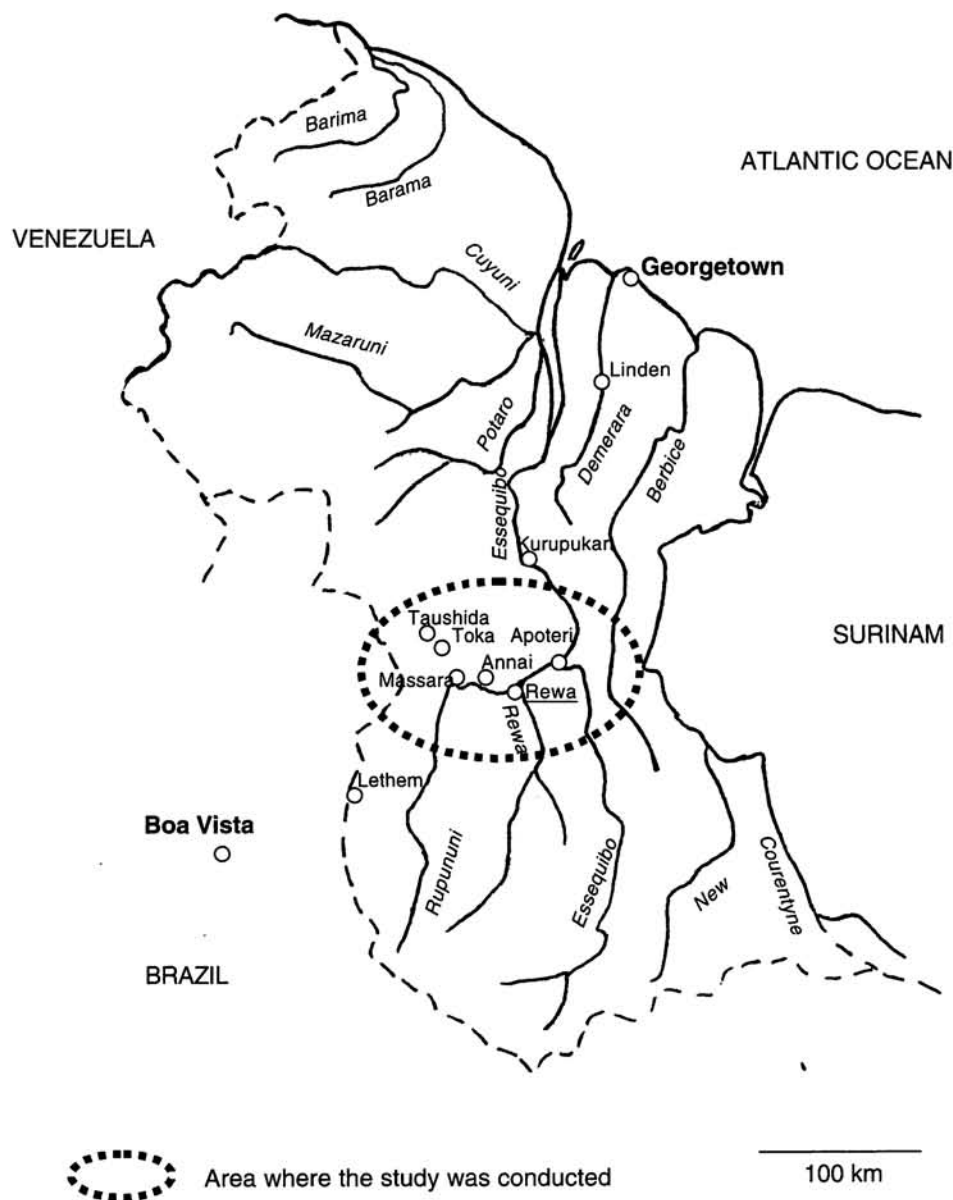 Barima
ATLANTIC OCEAN
Barama
VENEZUELA
Cuyuni
Georgetown
Mazaruni
Linden
Potaro
Demerara
Berbice
Essequibo
Kurupukari
Taushida
Toka
Apoteri
SURINAM
Annai
Massara
Rewa
Rewa
Lethem
Boa Vista
Rupununi
Essequibo
New
Courentyne
BRAZIL
Area where the study was conducted
100 km